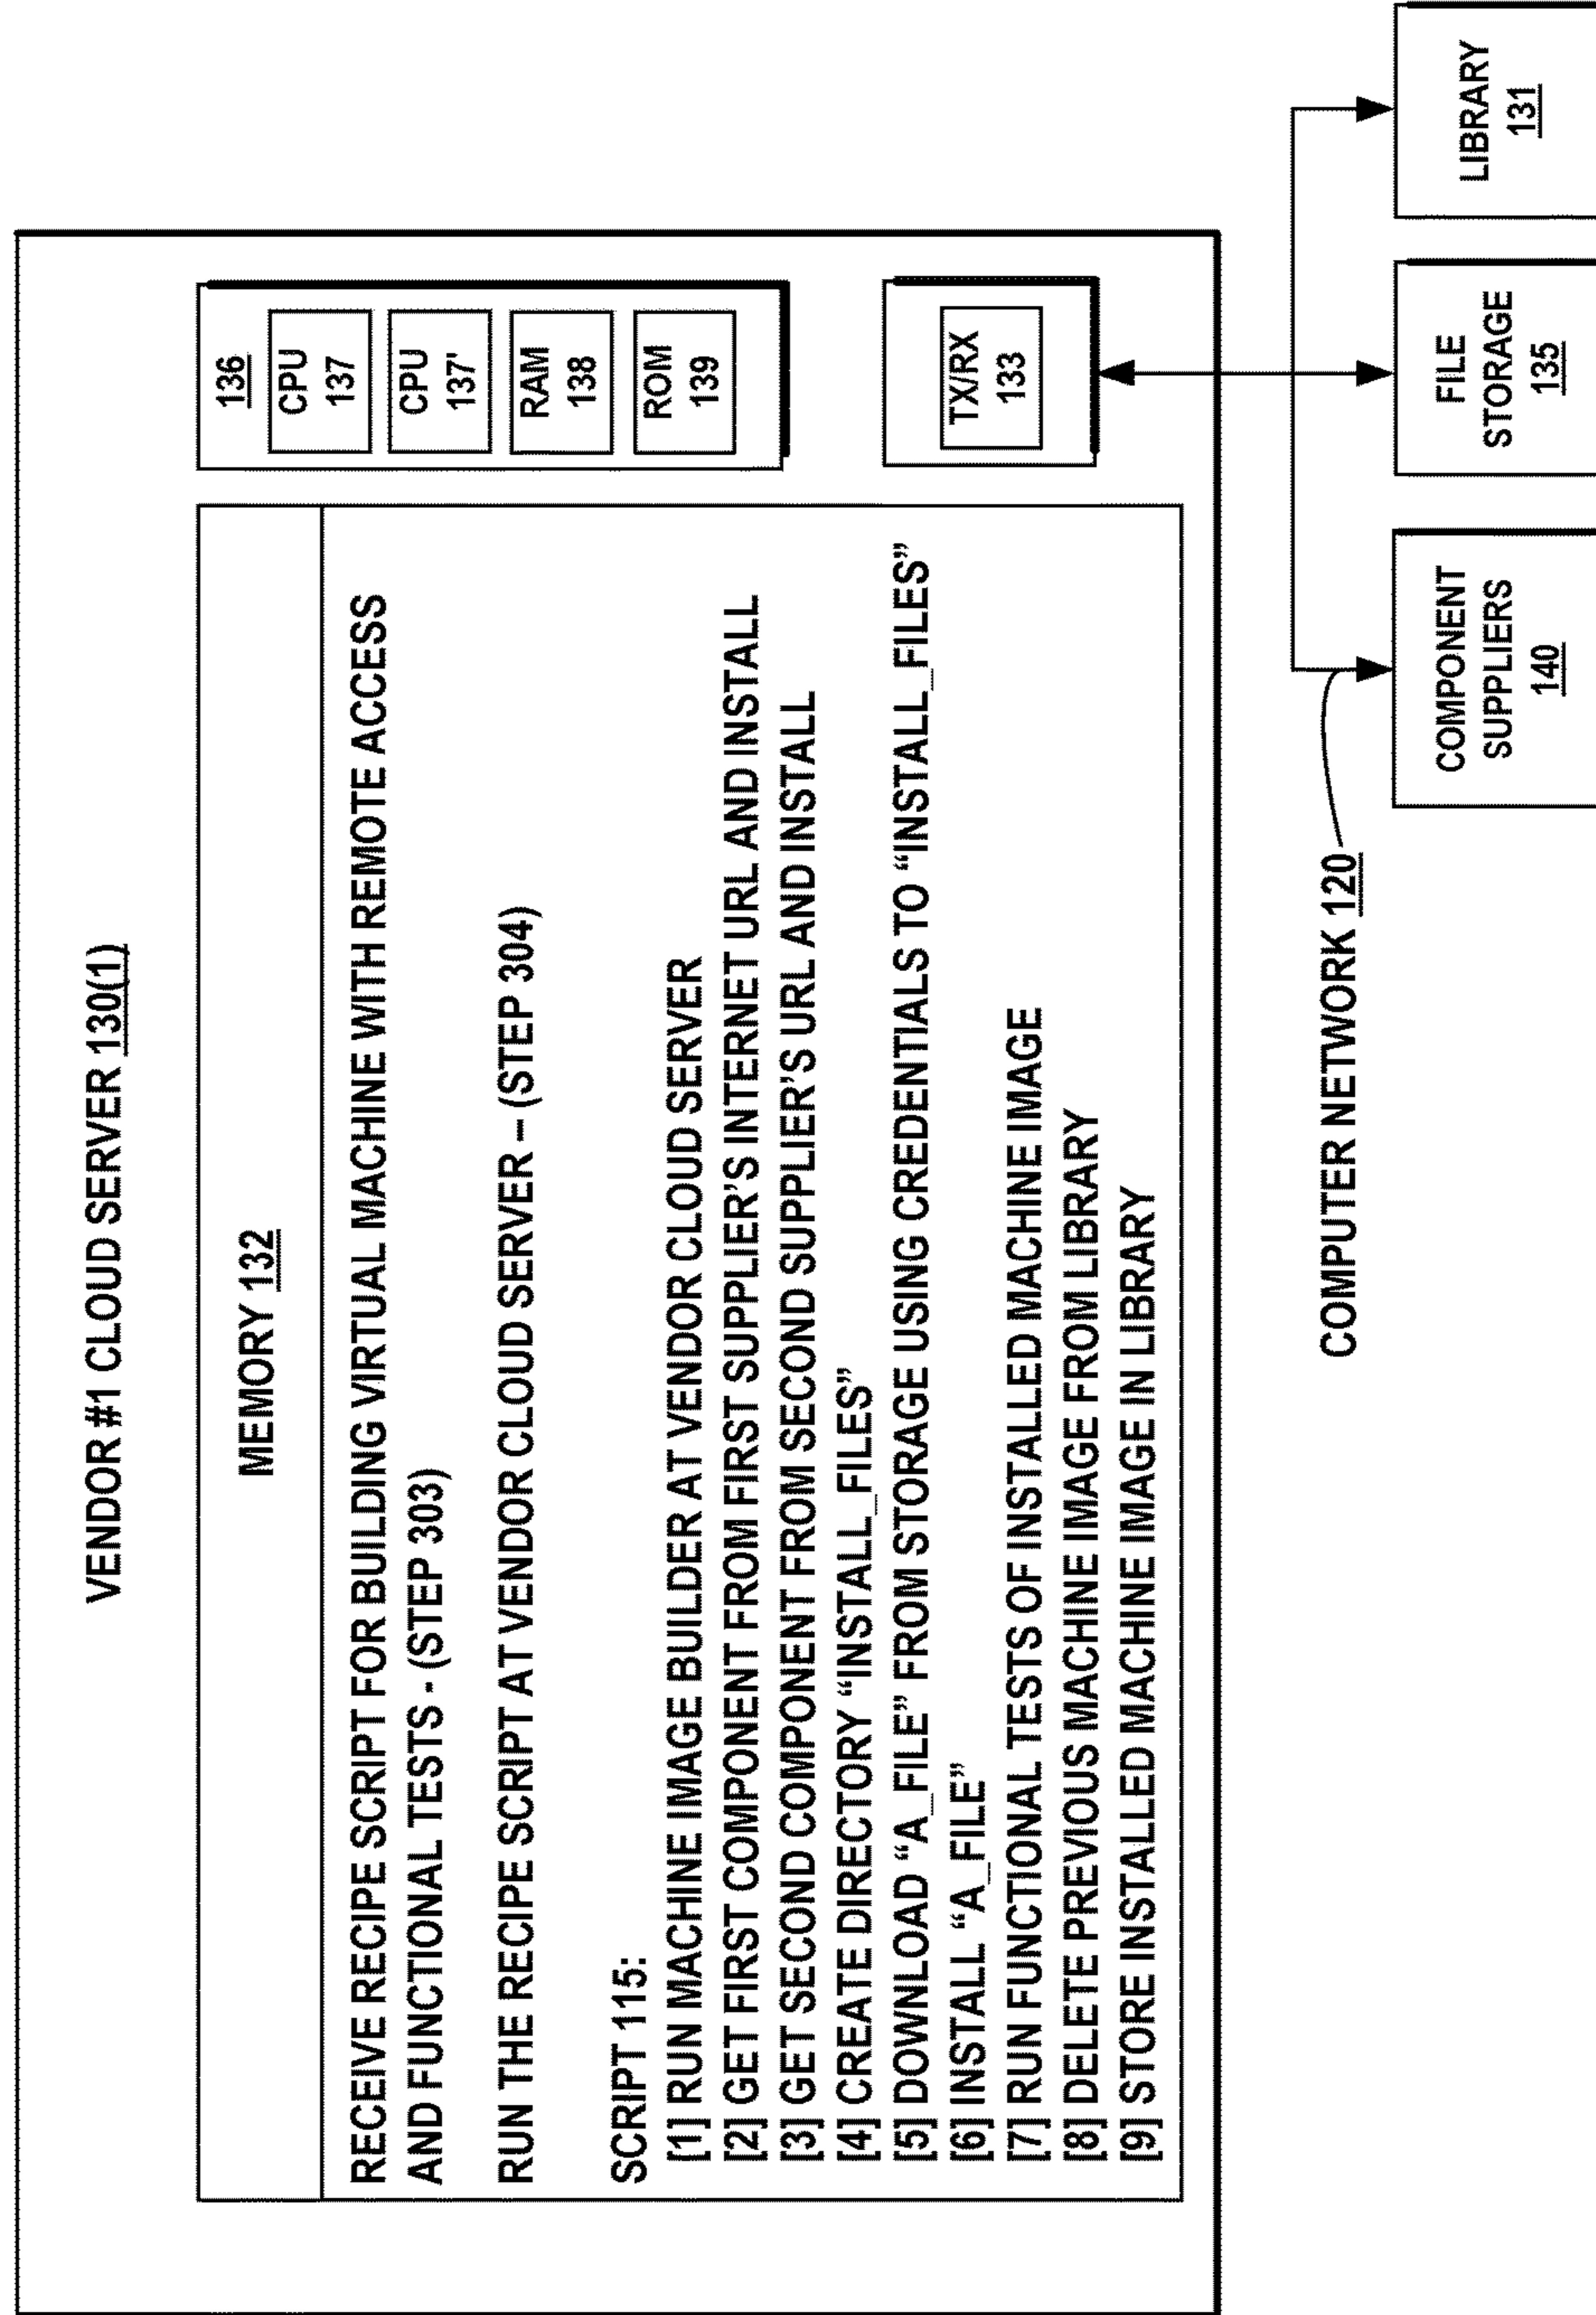 VENDOR #1 CLOUD SERVER 130(1)
MEMORY 132
RECEIVE RECIPE SCRIPT FOR BUILDING VIRTUAL MACHINE WITH REMOTE ACCESS
AND FUNCTIONAL TESTS - (STEP 303)
RUN THE RECIPE SCRIPT AT VENDOR CLOUD SERVER – (STEP 304)
SCRIPT 115:
[1] RUN MACHINE IMAGE BUILDER AT VENDOR CLOUD SERVER
[2] GET FIRST COMPONENT FROM FIRST SUPPLIER'S INTERNET URL AND INSTALL
[3] GET SECOND COMPONENT FROM SECOND SUPPLIER'S URL AND INSTALL
[4] CREATE DIRECTORY “INSTALL_FILES”
[5] DOWNLOAD “A_FILE” FROM STORAGE USING CREDENTIALS TO “INSTALL_FILES”
[6] INSTALL “A_FILE”
[7] RUN FUNCTIONAL TESTS OF INSTALLED MACHINE IMAGE
[8] DELETE PREVIOUS MACHINE IMAGE FROM LIBRARY
[9] STORE INSTALLED MACHINE IMAGE IN LIBRARY
136
CPU
137
CPU
137'
RAM
138
ROM
139
TX/RX
133
COMPUTER NETWORK 120
COMPONENT
SUPPLIERS
140
FILE
STORAGE
135
LIBRARY
131